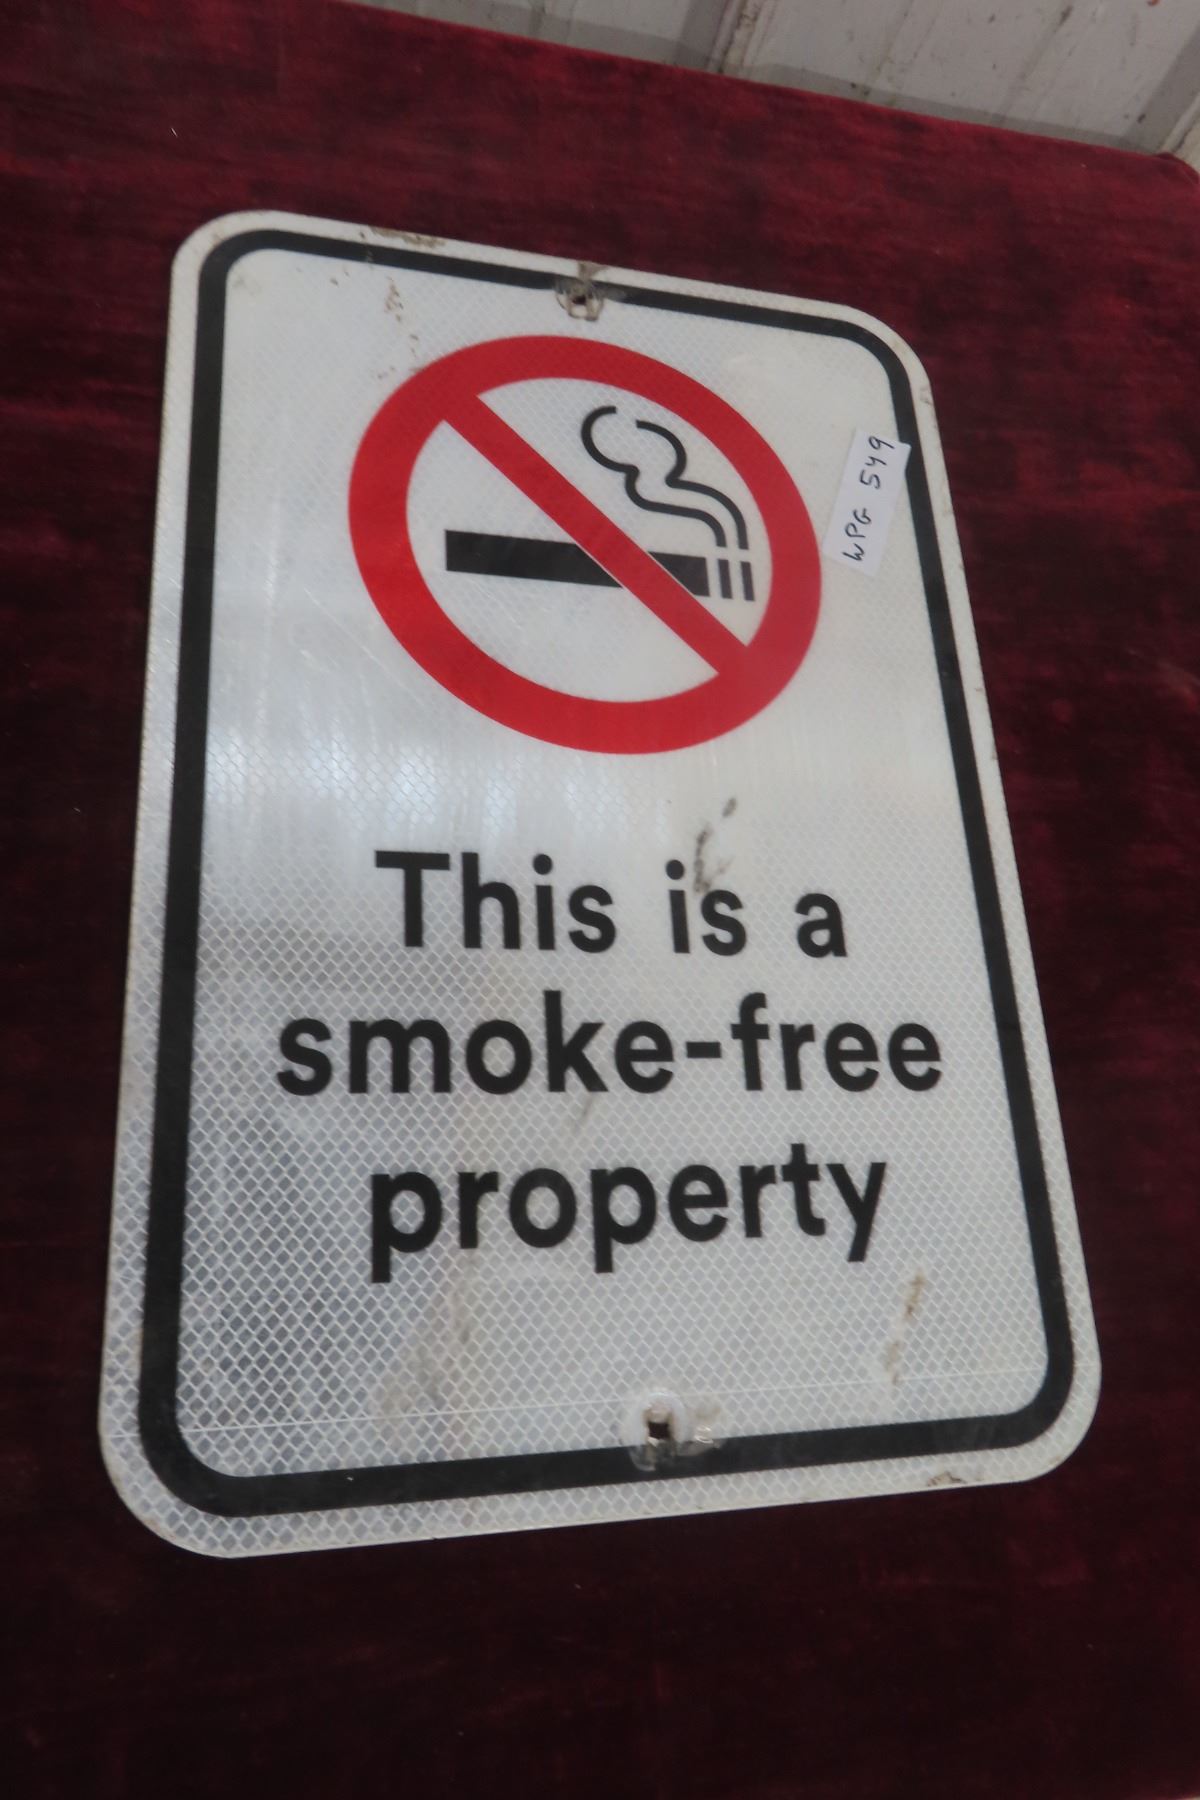 WPG 549
This is a
smoke-free
property